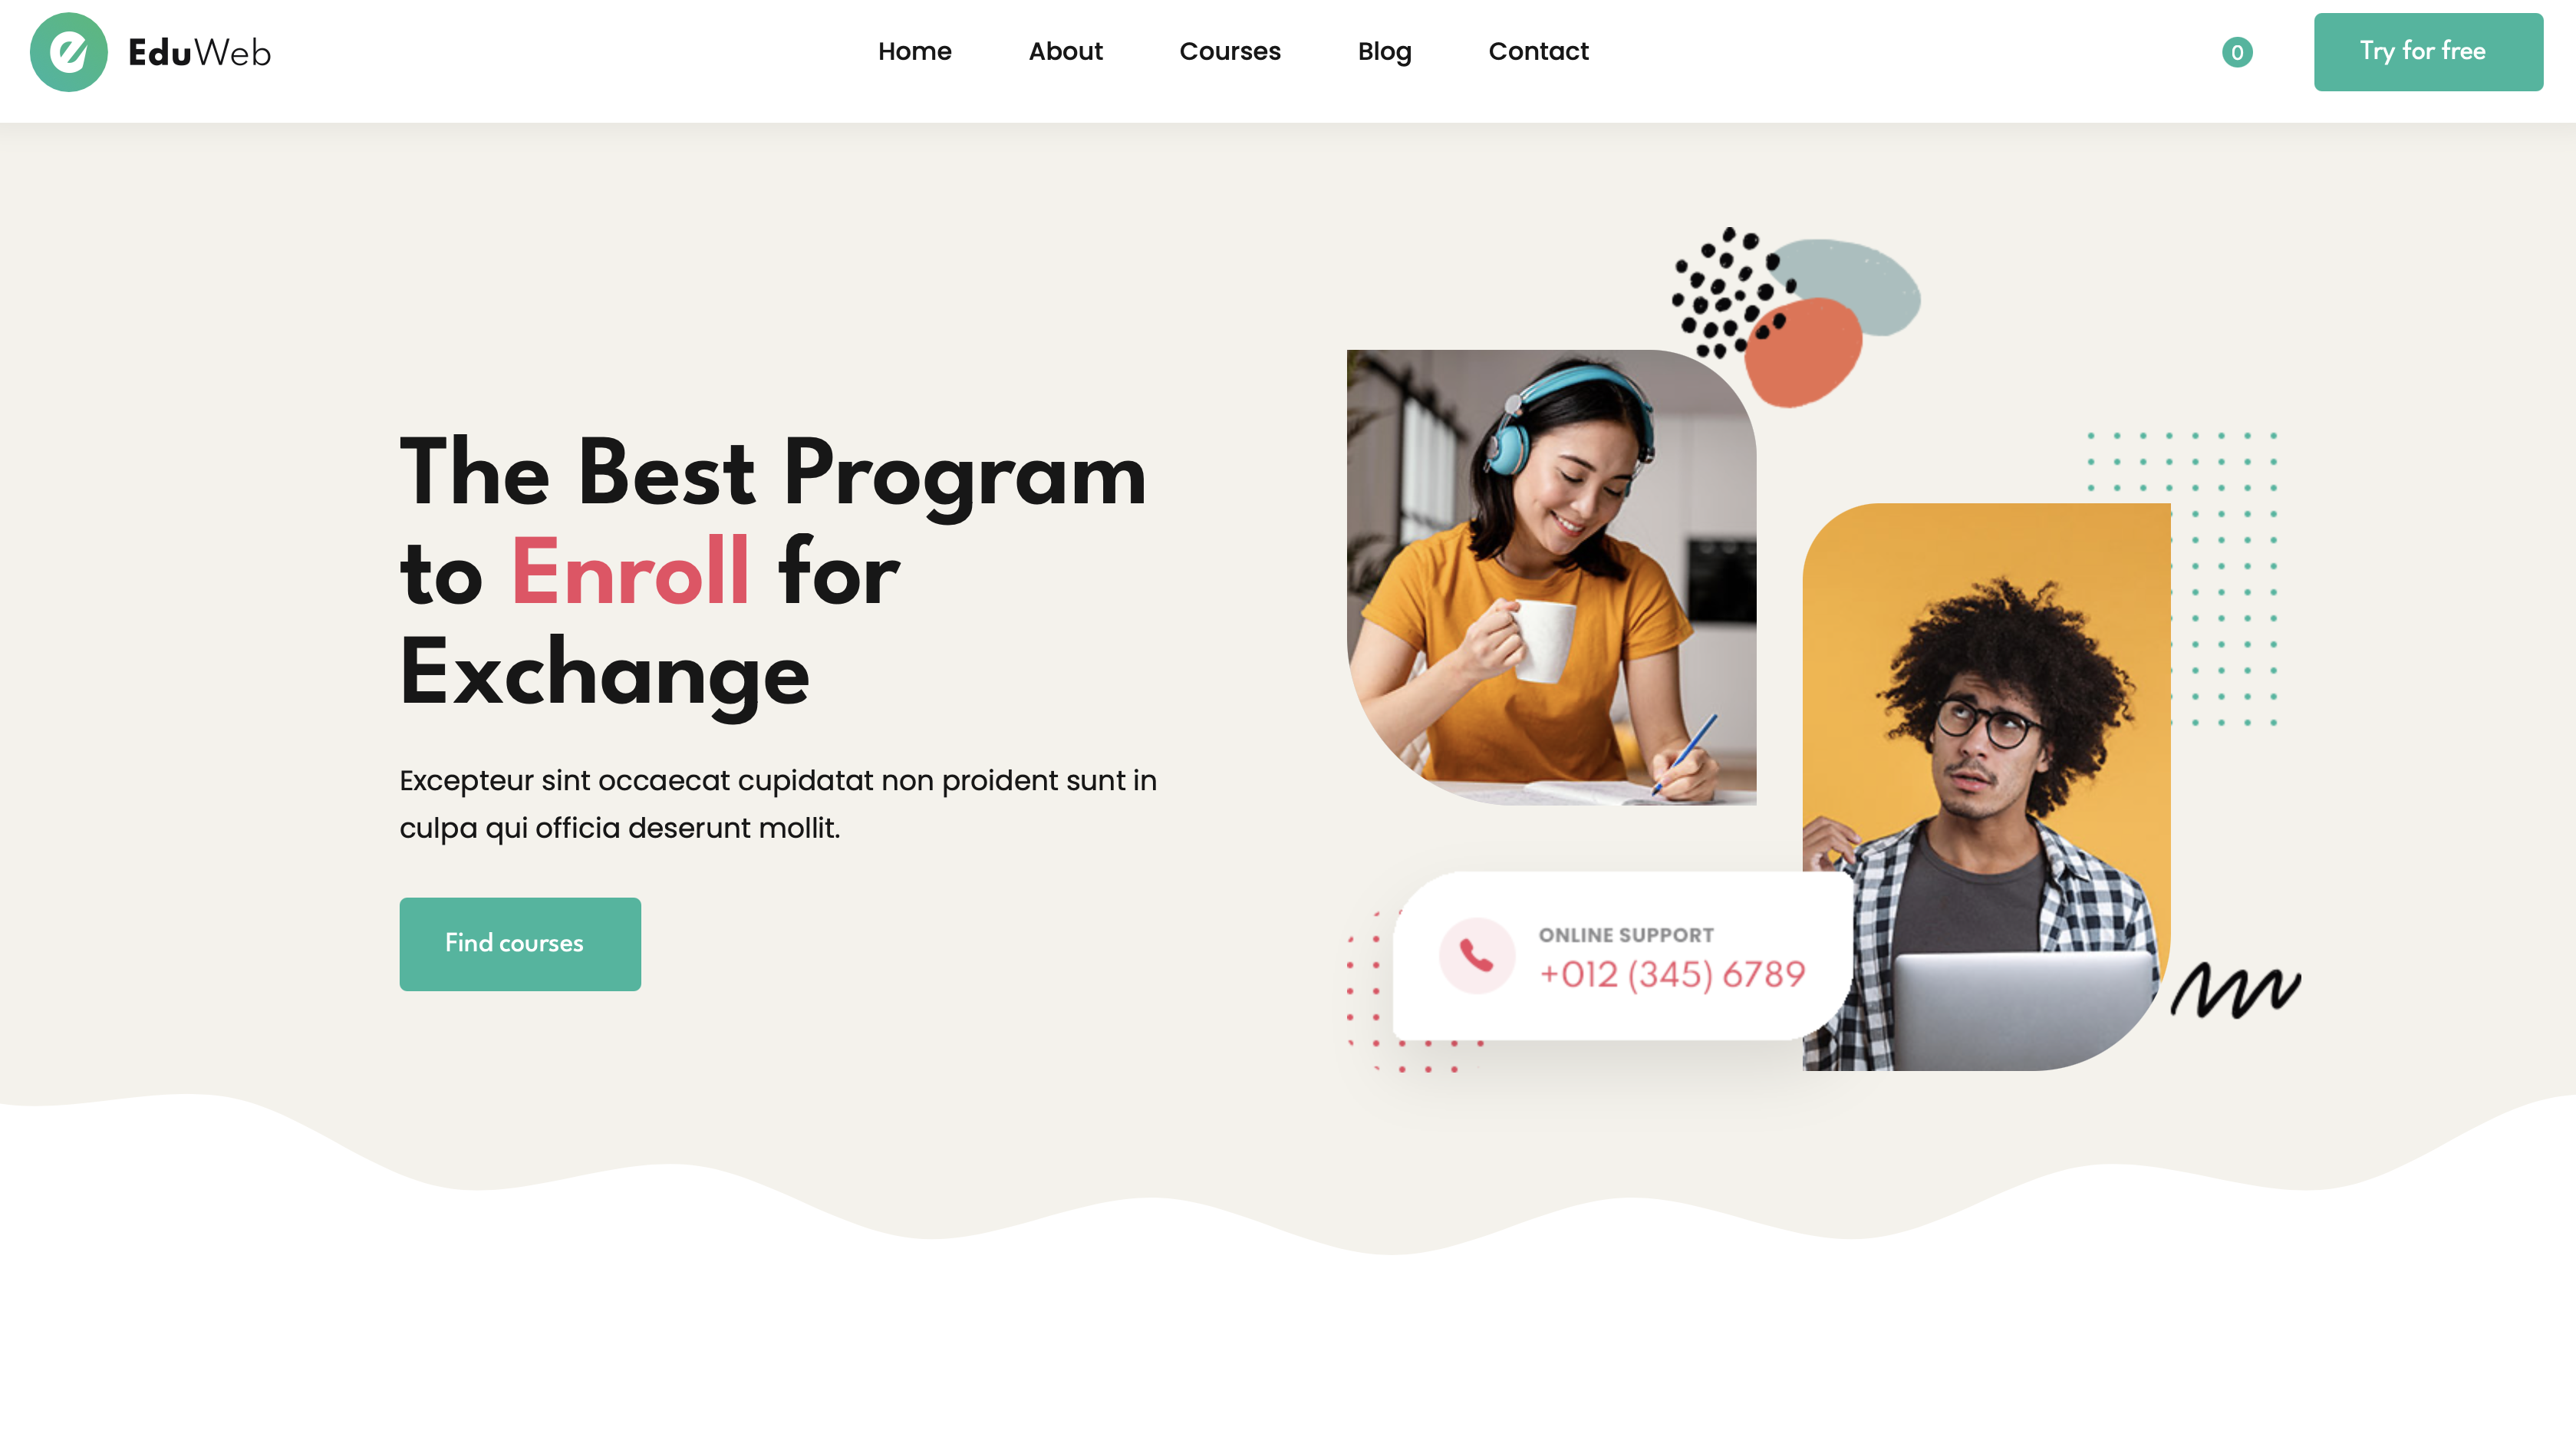 EduWeb
Home About Courses Blog Contact
0
Try for free
The Best Program
to Enroll for
Exchange
Excepteur sint occaecat cupidatat non proident sunt in
culpa qui officia deserunt mollit.
Find courses
ONLINE SUPPORT
+012 (345) 6789